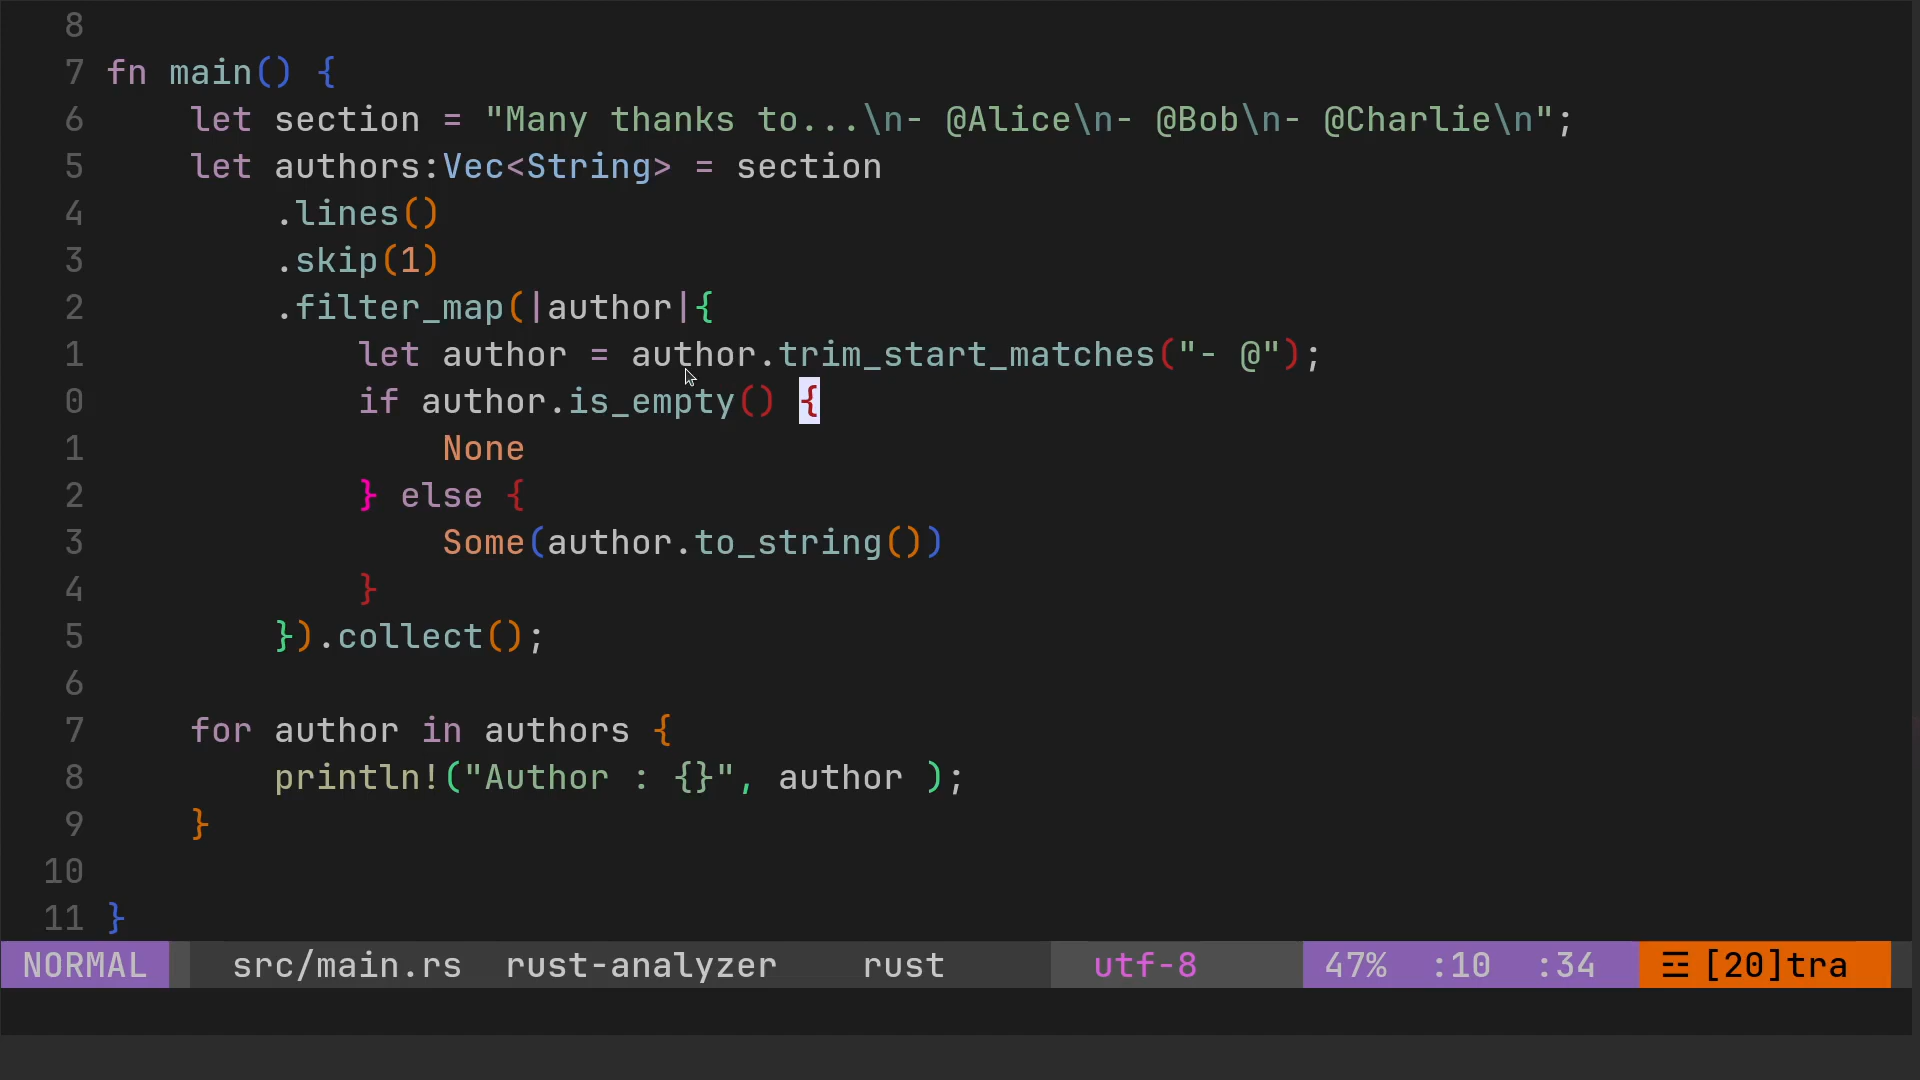 8
7 fn main() {
6     let section = "Many thanks to...\n- @Alice\n- @Bob\n- @Charlie\n";
5     let authors:Vec<String> = section
4         .lines()
3         .skip(1)
2         .filter_map(|author|{
1             let author = author.trim_start_matches("- @");
0             if author.is_empty() {
1                 None
2             } else {
3                 Some(author.to_string())
4             }
5         }).collect();
6
7     for author in authors {
8         println!("Author : {}", author );
9     }
10
11 }
NORMAL src/main.rs rust-analyzer rust utf-8 47% :10 :34 ☲ [20]tra